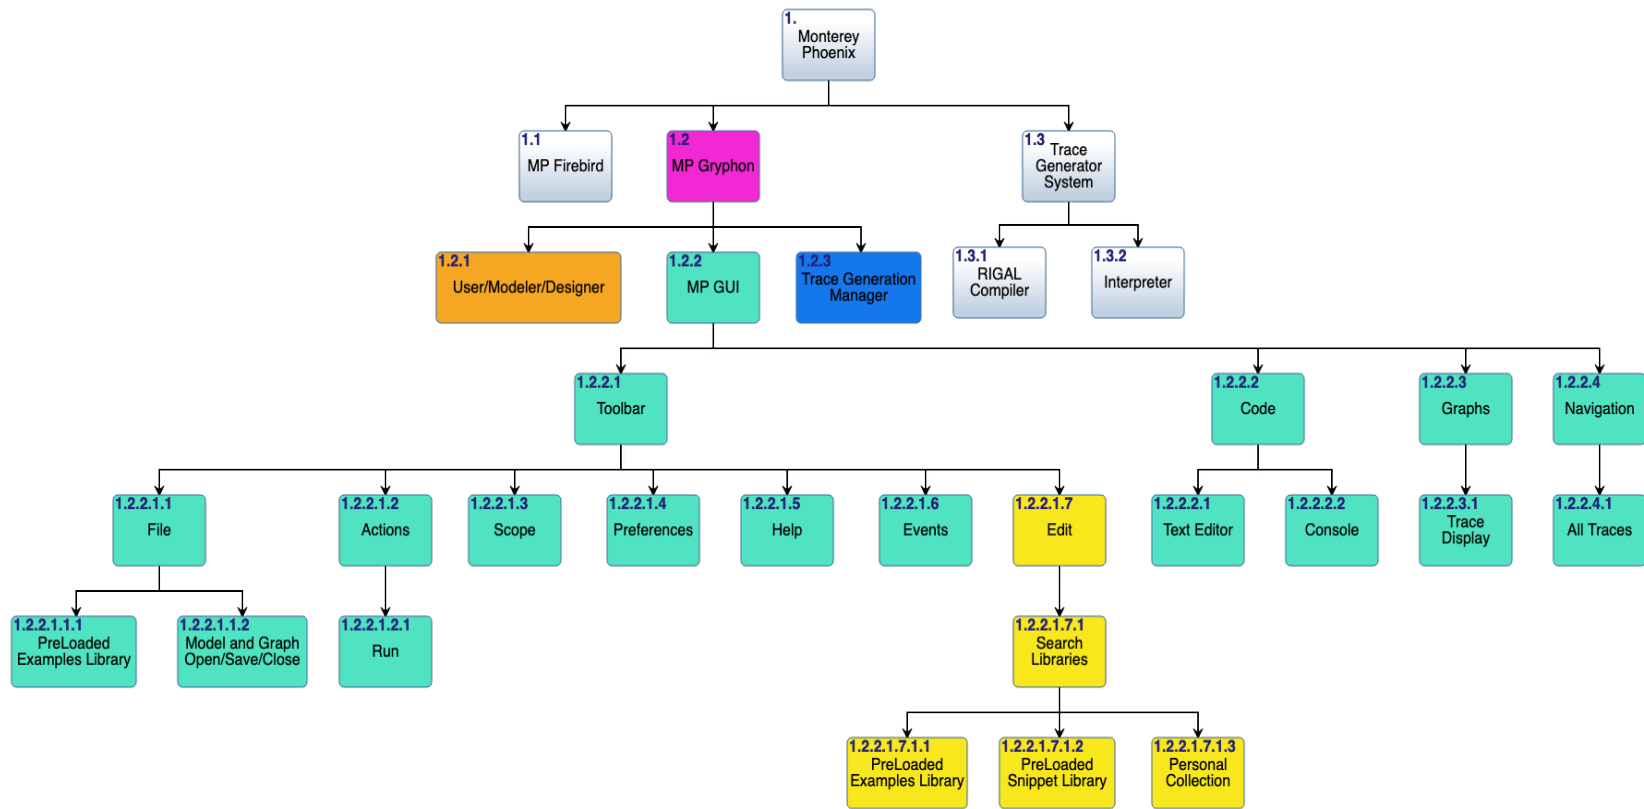 1.
Monterey
Phoenix
1.1
MP Firebird
1.2
MP Gryphon
1.3
Trace
Generator
System
1.2.1
User/Modeler/Designer
1.2.2
MP GUI
1.2.3
Trace Generation
Manager
1.3.1
RIGAL
Compiler
1.3.2
Interpreter
1.2.2.1
Toolbar
1.2.2.2
Code
1.2.2.3
Graphs
1.2.2.4
Navigation
1.2.2.1.1
File
1.2.2.1.2
Actions
1.2.2.1.3
Scope
1.2.2.1.4
Preferences
1.2.2.1.5
Help
1.2.2.1.6
Events
1.2.2.1.7
Edit
1.2.2.2.1
Text Editor
1.2.2.2.2
Console
1.2.2.3.1
Trace
Display
1.2.2.4.1
All Traces
1.2.2.1.1.1
PreLoaded
Examples Library
1.2.2.1.1.2
Model and Graph
Open/Save/Close
1.2.2.1.2.1
Run
1.2.2.1.7.1
Search
Libraries
1.2.2.1.7.1.1
PreLoaded
Examples Library
1.2.2.1.7.1.2
PreLoaded
Snippet Library
1.2.2.1.7.1.3
Personal
Collection